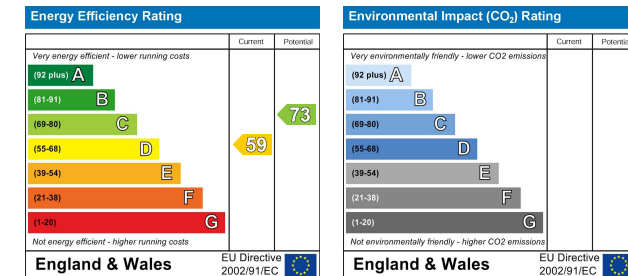 Energy Efficiency Rating
Current Potential
Very energy efficient - lower running costs
(92 plus) A
(81-91) B
(69-80) C
73
(55-68) D
59
(39-54) E
(21-38) F
(1-20) G
Not energy efficient - higher running costs
England & Wales
EU Directive
2002/91/EC
Environmental Impact (CO₂) Rating
Current Potential
Very environmentally friendly - lower CO2 emissions
(92 plus) A
(81-91) B
(69-80) C
(55-68) D
(39-54) E
(21-38) F
(1-20) G
Not environmentally friendly - higher CO2 emissions
England & Wales
EU Directive
2002/91/EC